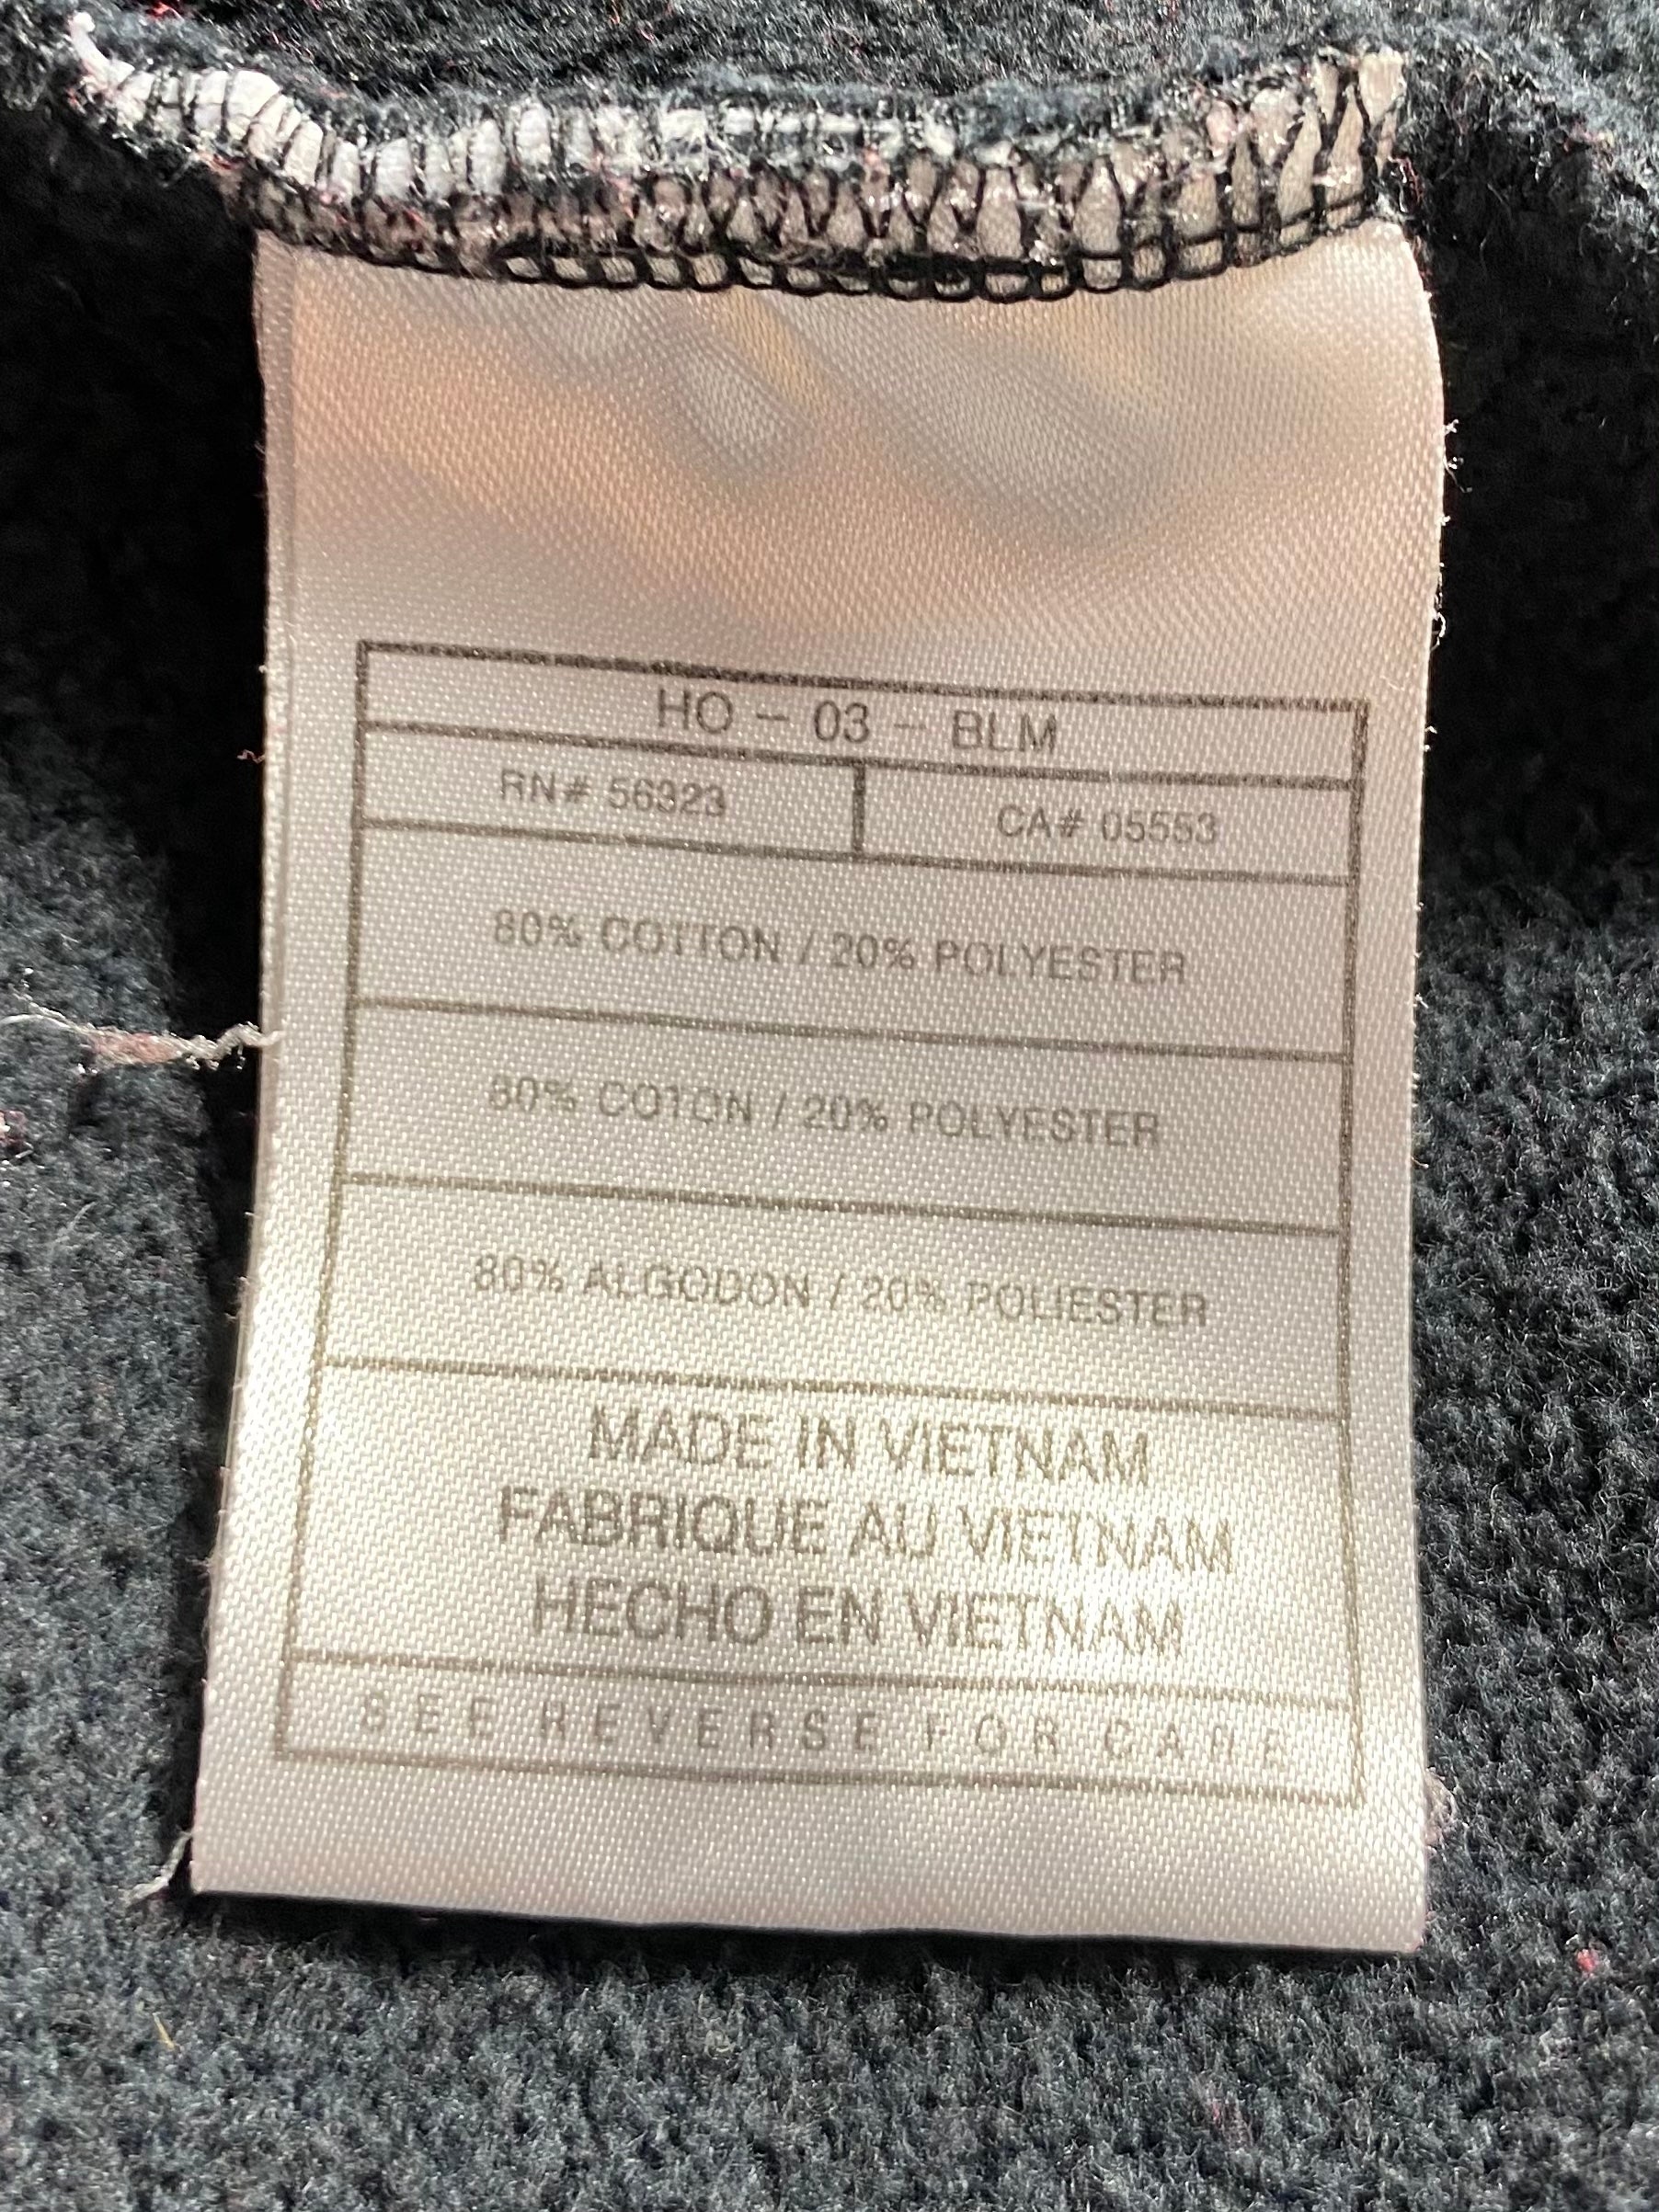 HO – 03 – BLM
RN# 56323
CA# 05553
80% COTTON / 20% POLYESTER
80% COTON / 20% POLYESTER
80% ALGODON / 20% POLIESTER
MADE IN VIETNAM
FABRIQUE AU VIETNAM
HECHO EN VIETNAM
SEE REVERSE FOR CARE